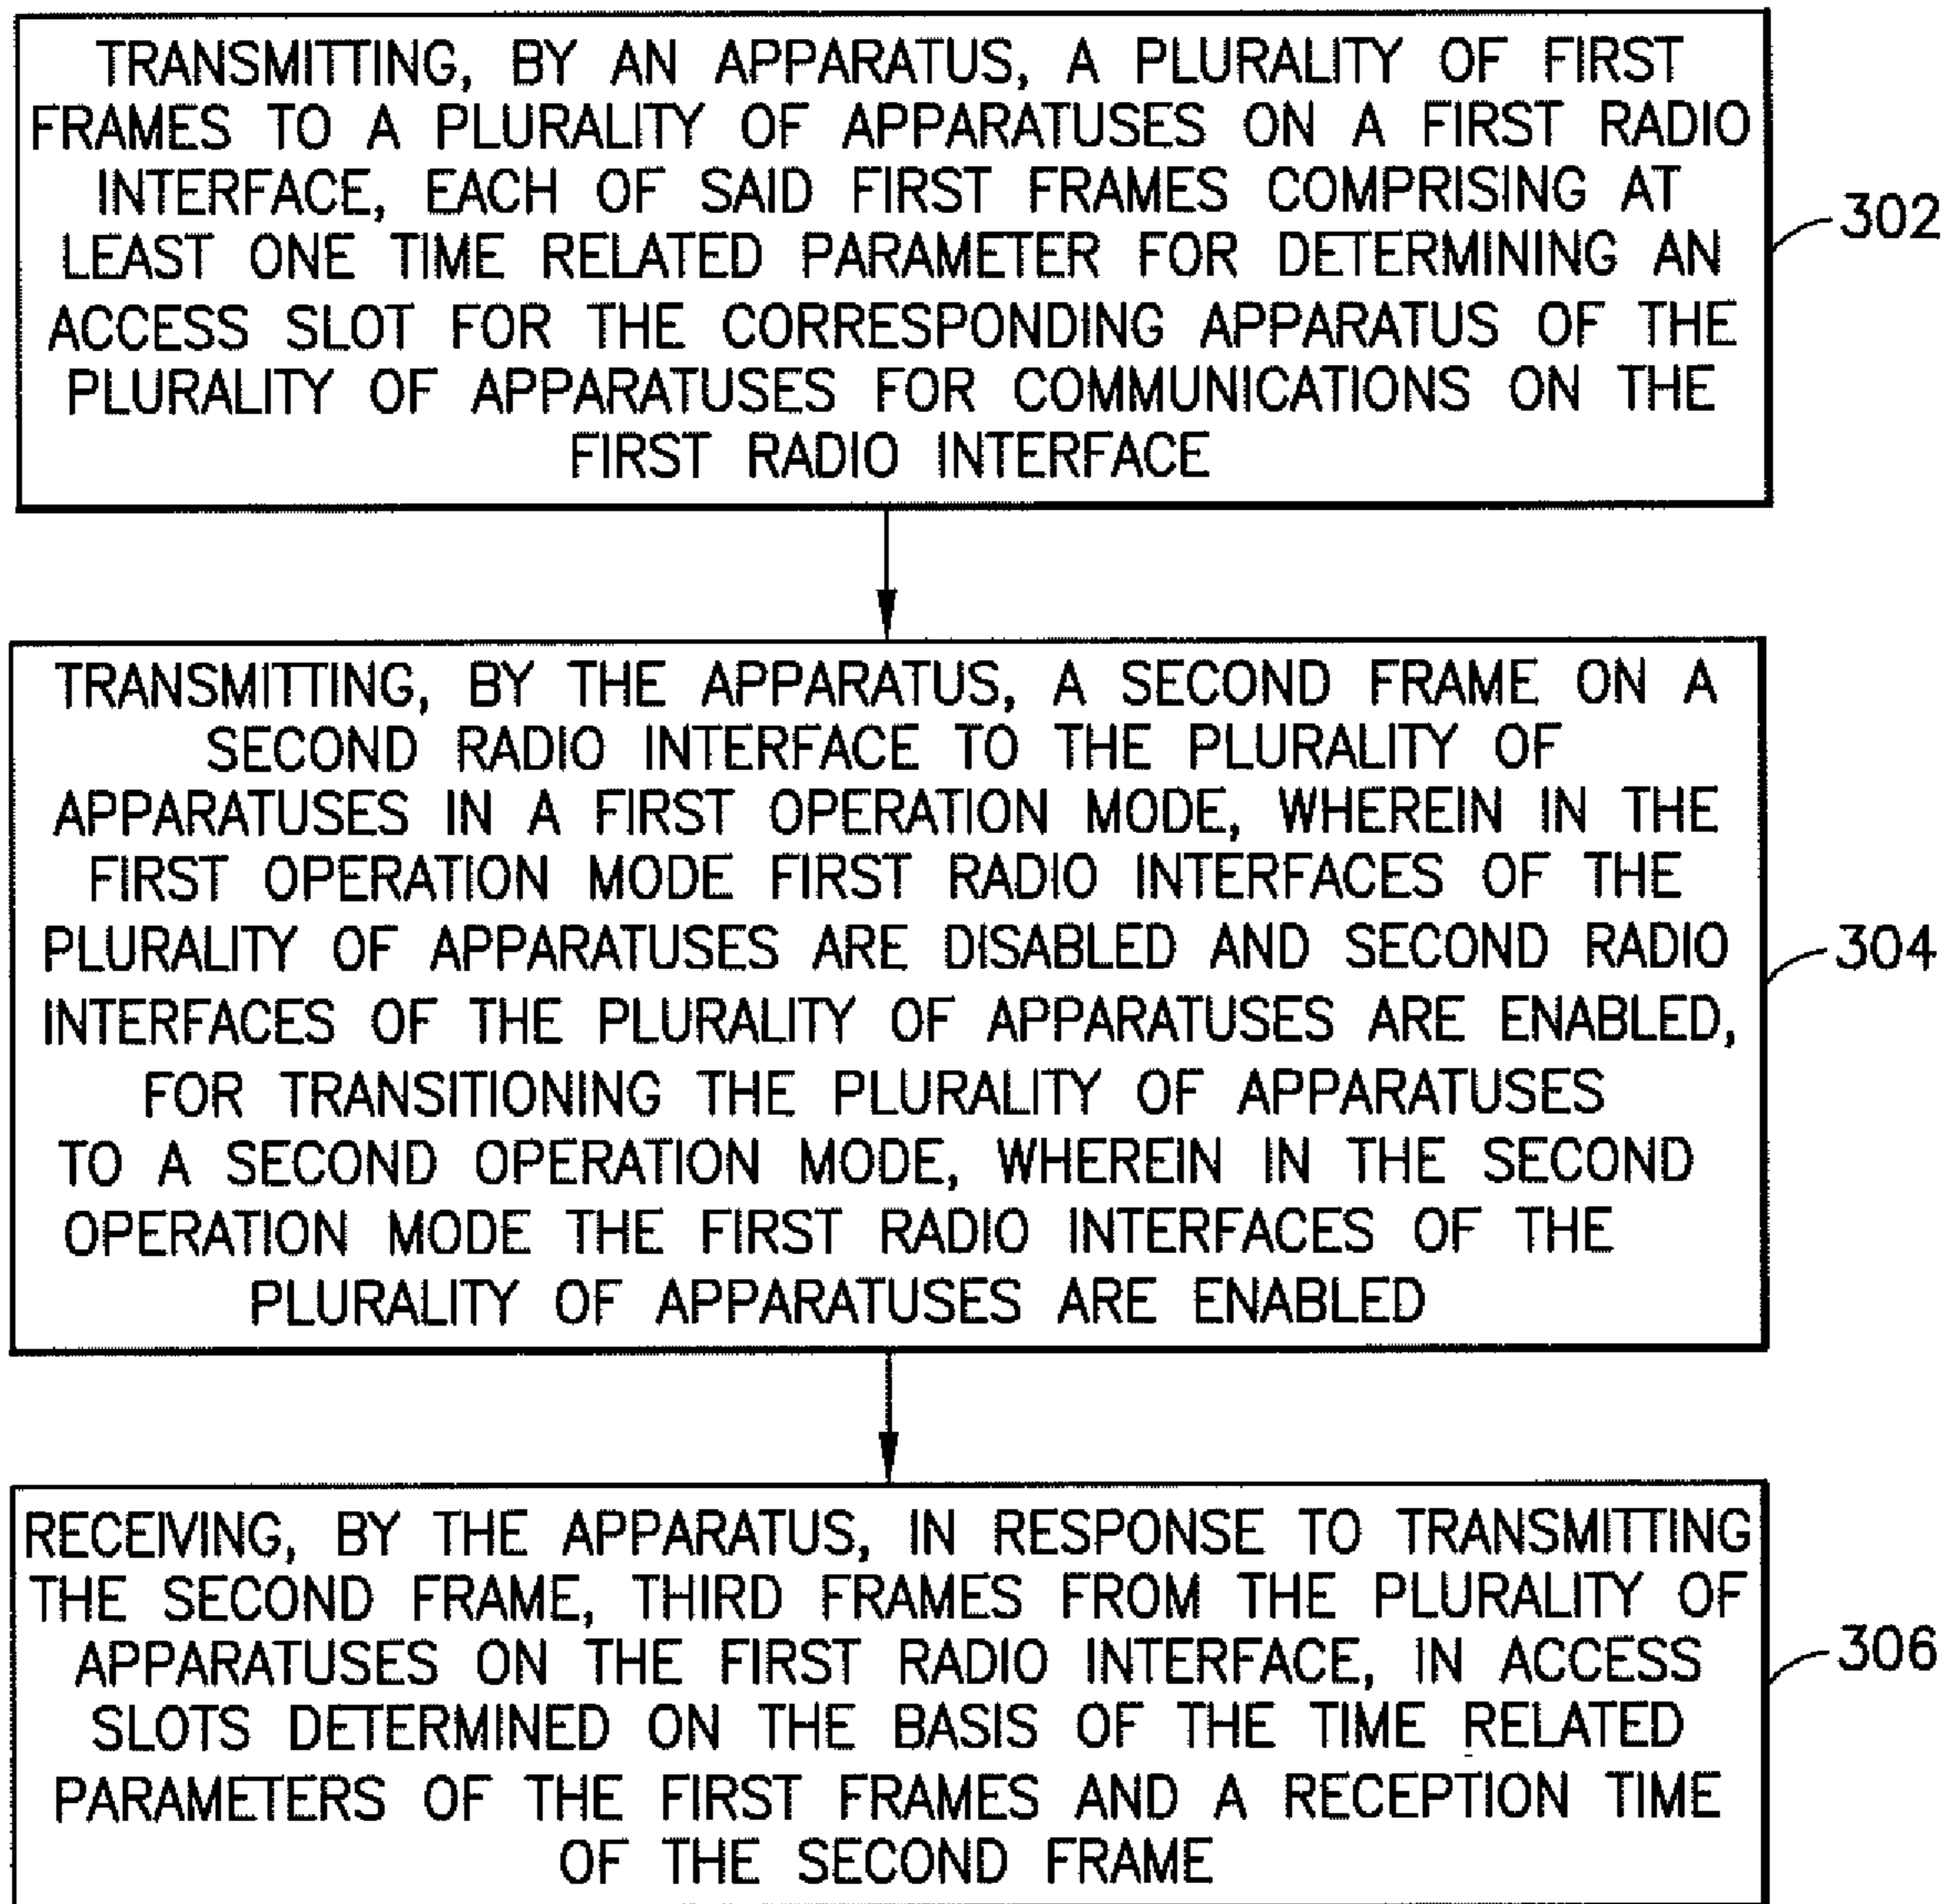 TRANSMITTING, BY AN APPARATUS, A PLURALITY OF FIRST
FRAMES TO A PLURALITY OF APPARATUSES ON A FIRST RADIO
INTERFACE, EACH OF SAID FIRST FRAMES COMPRISING AT
LEAST ONE TIME RELATED PARAMETER FOR DETERMINING AN
ACCESS SLOT FOR THE CORRESPONDING APPARATUS OF THE
PLURALITY OF APPARATUSES FOR COMMUNICATIONS ON THE
FIRST RADIO INTERFACE
302
TRANSMITTING, BY THE APPARATUS, A SECOND FRAME ON A
SECOND RADIO INTERFACE TO THE PLURALITY OF
APPARATUSES IN A FIRST OPERATION MODE, WHEREIN IN THE
FIRST OPERATION MODE FIRST RADIO INTERFACES OF THE
PLURALITY OF APPARATUSES ARE DISABLED AND SECOND RADIO
INTERFACES OF THE PLURALITY OF APPARATUSES ARE ENABLED,
FOR TRANSITIONING THE PLURALITY OF APPARATUSES
TO A SECOND OPERATION MODE, WHEREIN IN THE SECOND
OPERATION MODE THE FIRST RADIO INTERFACES OF THE
PLURALITY OF APPARATUSES ARE ENABLED
304
RECEIVING, BY THE APPARATUS, IN RESPONSE TO TRANSMITTING
THE SECOND FRAME, THIRD FRAMES FROM THE PLURALITY OF
APPARATUSES ON THE FIRST RADIO INTERFACE, IN ACCESS
SLOTS DETERMINED ON THE BASIS OF THE TIME RELATED
PARAMETERS OF THE FIRST FRAMES AND A RECEPTION TIME
OF THE SECOND FRAME
306